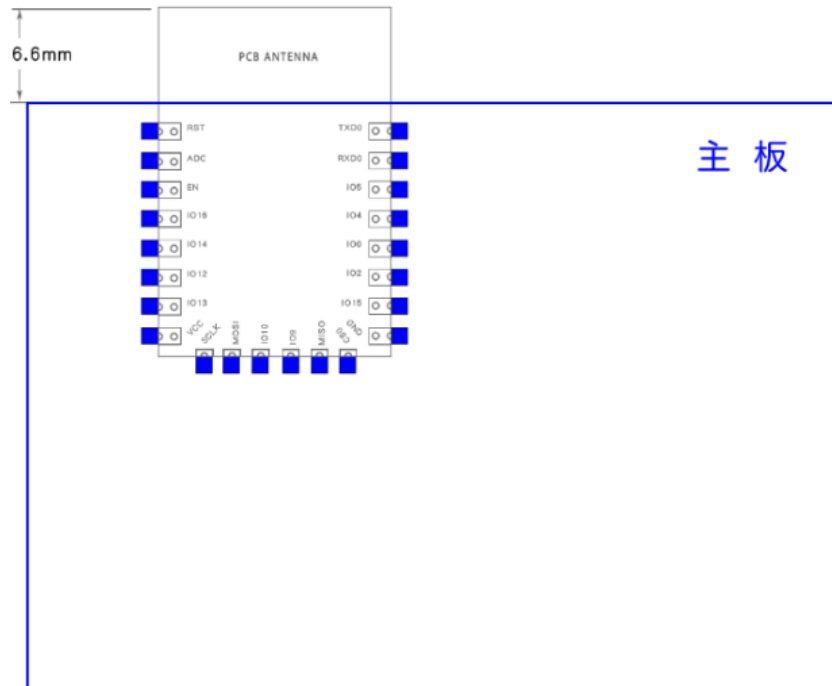 6.6mm
PCB ANTENNA
主 板
RST
ADC
EN
IO16
IO14
IO12
IO13
VCC
SCLK
MOSI
IO10
IO9
MISO
CS0
GND
TXD0
RXD0
IO5
IO4
IO0
IO2
IO15